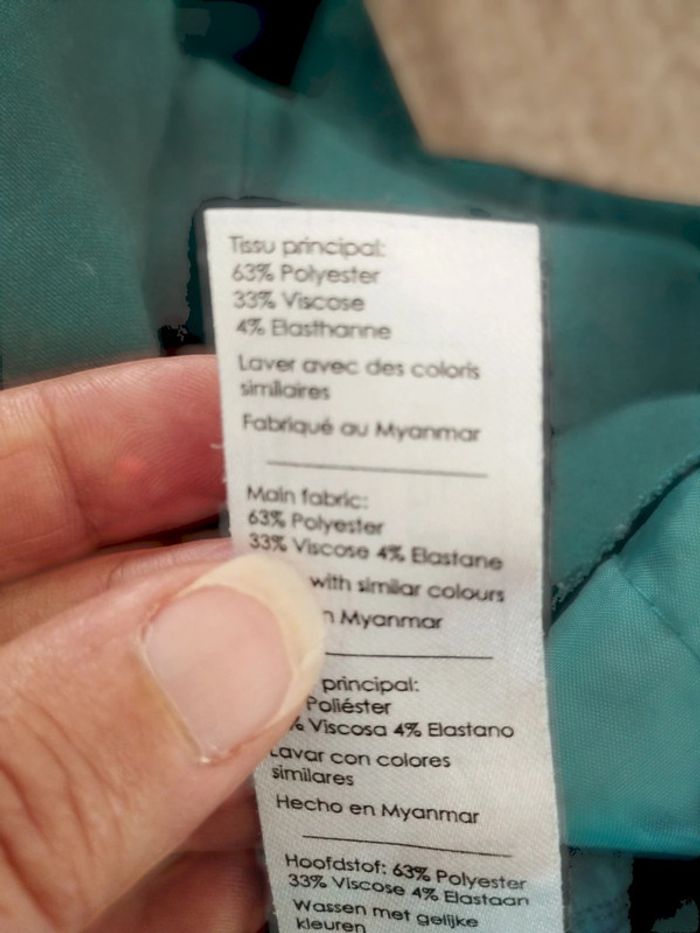 Tissu principal:
63% Polyester
33% Viscose
4% Elasthanne
Laver avec des coloris
similaires
Fabriqué au Myanmar
Main fabric:
63% Polyester
33% Viscose 4% Elastane
with similar colours
Myanmar
principal:
Poliéster
% Viscosa 4% Elastano
Lavar con colores
similares
Hecho en Myanmar
Hoofdstof: 63% Polyester
33% Viscose 4% Elastaan
Wassen met gelijke
kleuren